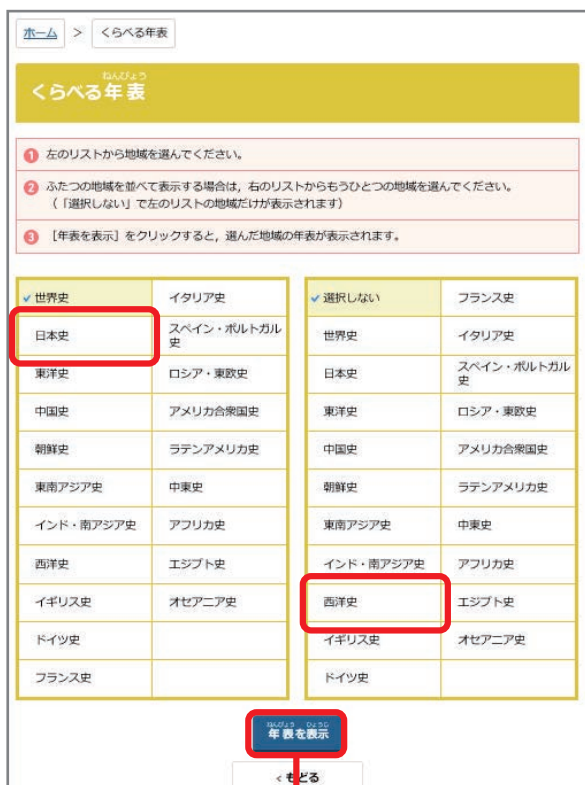 ホーム > くらべる年表
ねんぴょう
くらべる年表
1 左のリストから地域を選んでください。
2 ふたつの地域を並べて表示する場合は，右のリストからもうひとつの地域を選んでください。
（「選択しない」で左のリストの地域だけが表示されます）
3 ［年表を表示］をクリックすると，選んだ地域の年表が表示されます。
世界史 イタリア史
日本史 スペイン・ポルトガル
史
東洋史 ロシア・東欧史
中国史 アメリカ合衆国史
朝鮮史 ラテンアメリカ史
東南アジア史 中東史
インド・南アジア史 アフリカ史
西洋史 エジプト史
イギリス史 オセアニア史
ドイツ史
フランス史
選択しない フランス史
世界史 イタリア史
日本史 スペイン・ポルトガル
史
東洋史 ロシア・東欧史
中国史 アメリカ合衆国史
朝鮮史 ラテンアメリカ史
東南アジア史 中東史
インド・南アジア史 アフリカ史
西洋史 エジプト史
イギリス史 オセアニア史
ドイツ史
ねんぴょう ひょうじ
年表を表示
< もどる